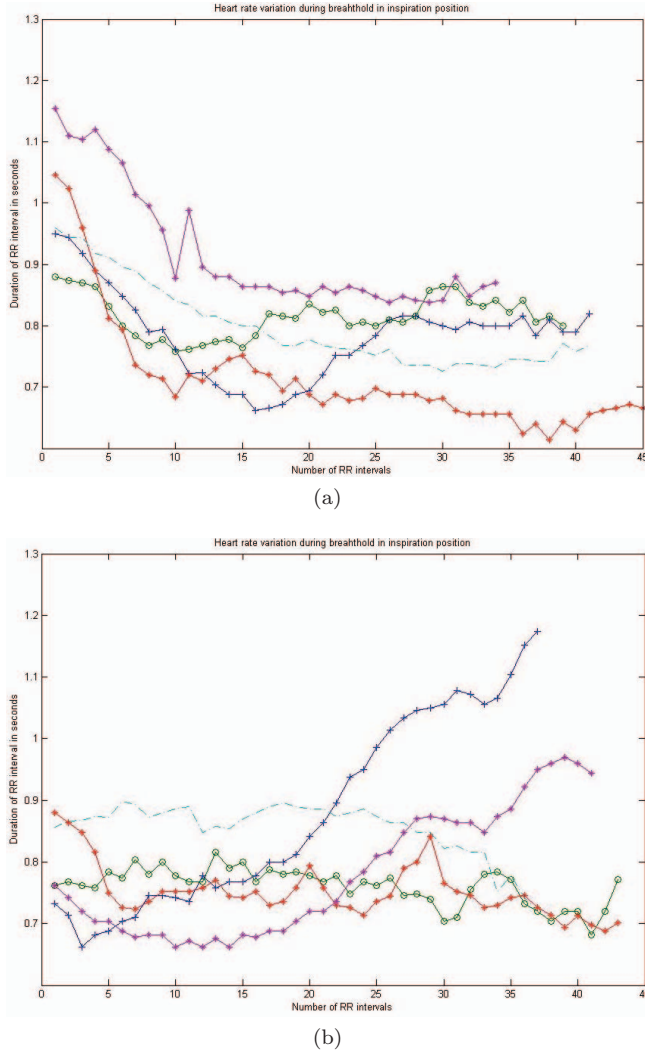 Heart rate variation during breahthold in inspiration position
1.3
1.2
1.1
1
0.9
0.8
0.7
Duration of RR interval in seconds
0 5 10 15 20 25 30 35 40 45
Number of RR intervals
(a)
Heart rate variation during breahthold in inspiration position
1.3
1.2
1.1
1
0.9
0.8
0.7
Duration of RR interval in seconds
0 5 10 15 20 25 30 35 40 45
Number of RR intervals
(b)